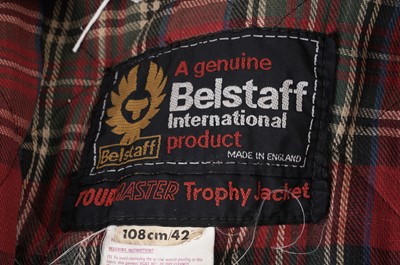 A genuine
Belstaff
International
product
Belstaff
MADE IN ENGLAND
TOURMASTER Trophy Jacket
108cm/42